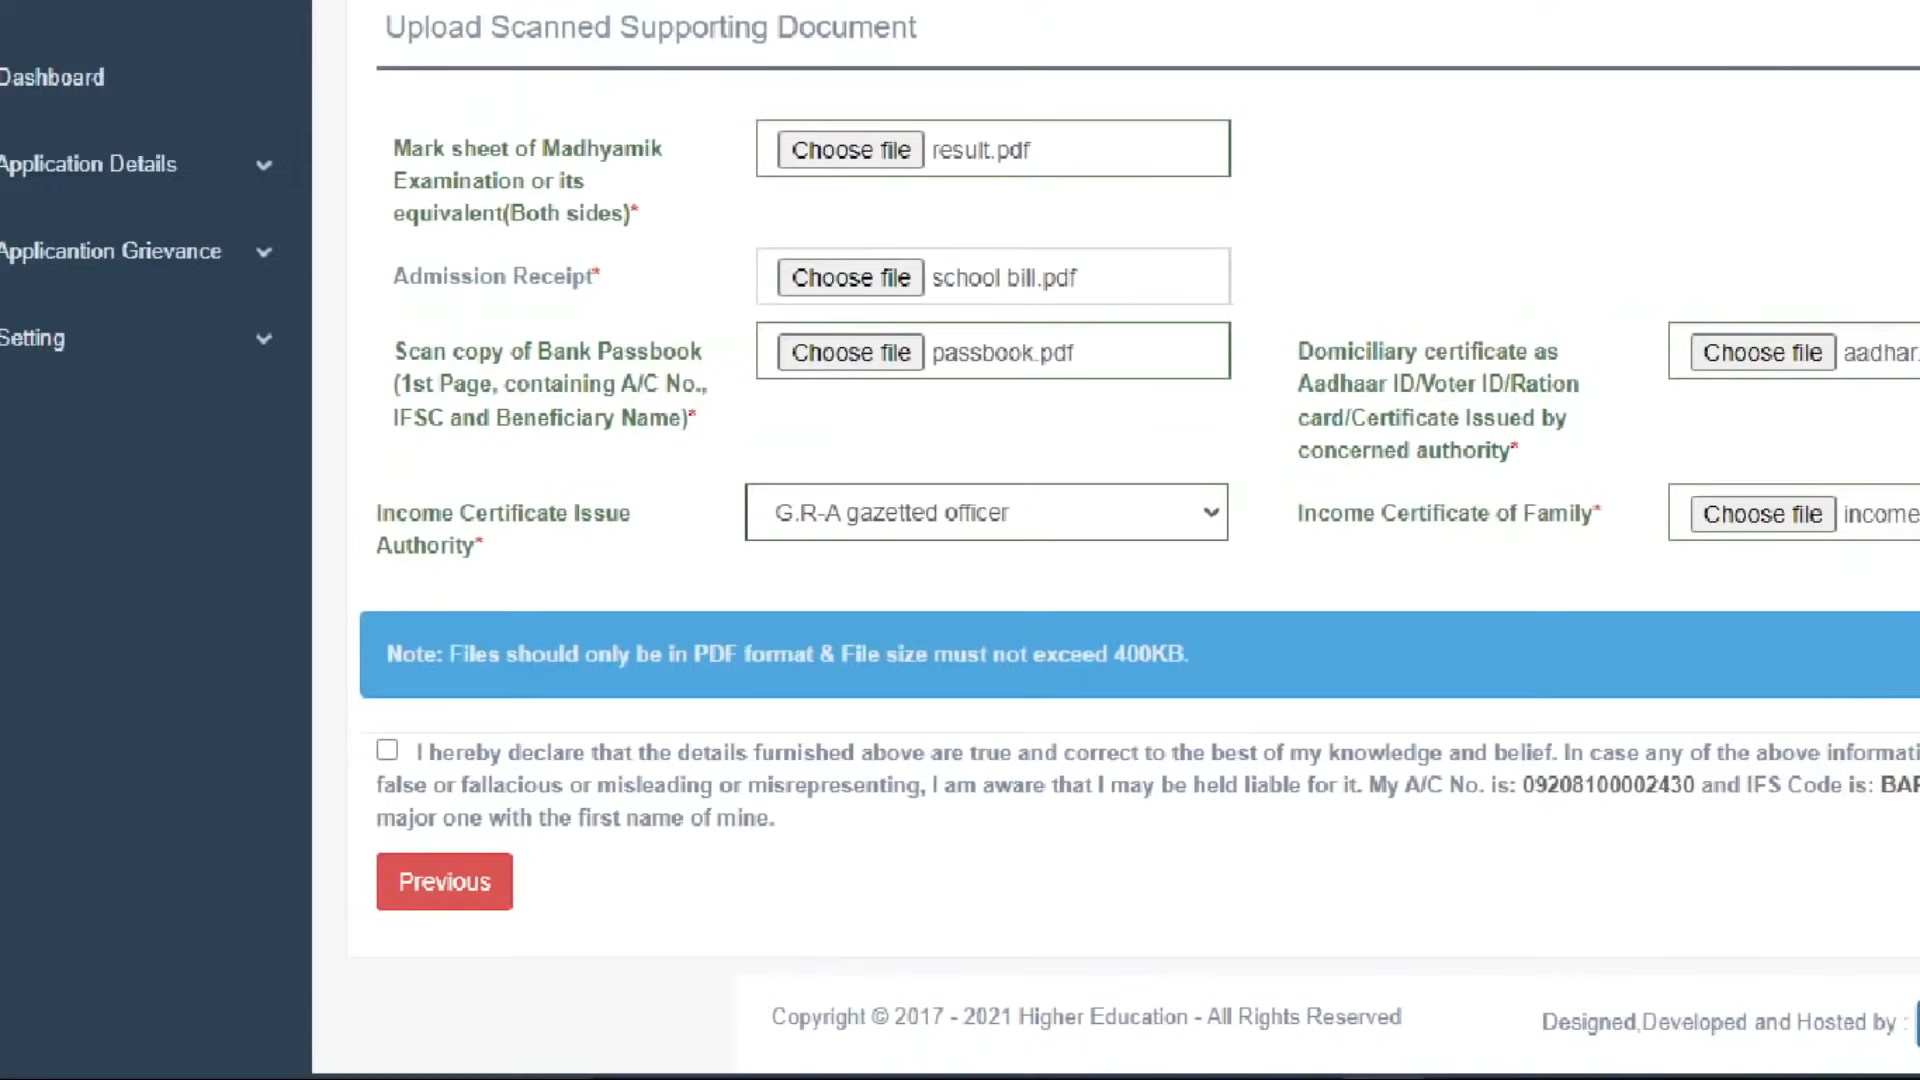 Upload Scanned Supporting Document
Dashboard
Application Details
Applicantion Grievance
Setting
Mark sheet of Madhyamik
Examination or its
equivalent(Both sides)*
Choose file result.pdf
Admission Receipt*
Choose file school bill.pdf
Scan copy of Bank Passbook
(1st Page, containing A/C No.,
IFSC and Beneficiary Name)*
Choose file passbook.pdf
Domiciliary certificate as
Aadhaar ID/Voter ID/Ration
card/Certificate Issued by
concerned authority*
Choose file aadhar.
Income Certificate Issue
Authority*
G.R-A gazetted officer
Income Certificate of Family*
Choose file income
Note: Files should only be in PDF format & File size must not exceed 400KB.
I hereby declare that the details furnished above are true and correct to the best of my knowledge and belief. In case any of the above informati
false or fallacious or misleading or misrepresenting, I am aware that I may be held liable for it. My A/C No. is: 09208100002430 and IFS Code is: BAR
major one with the first name of mine.
Previous
Copyright © 2017 - 2021 Higher Education - All Rights Reserved
Designed,Developed and Hosted by :